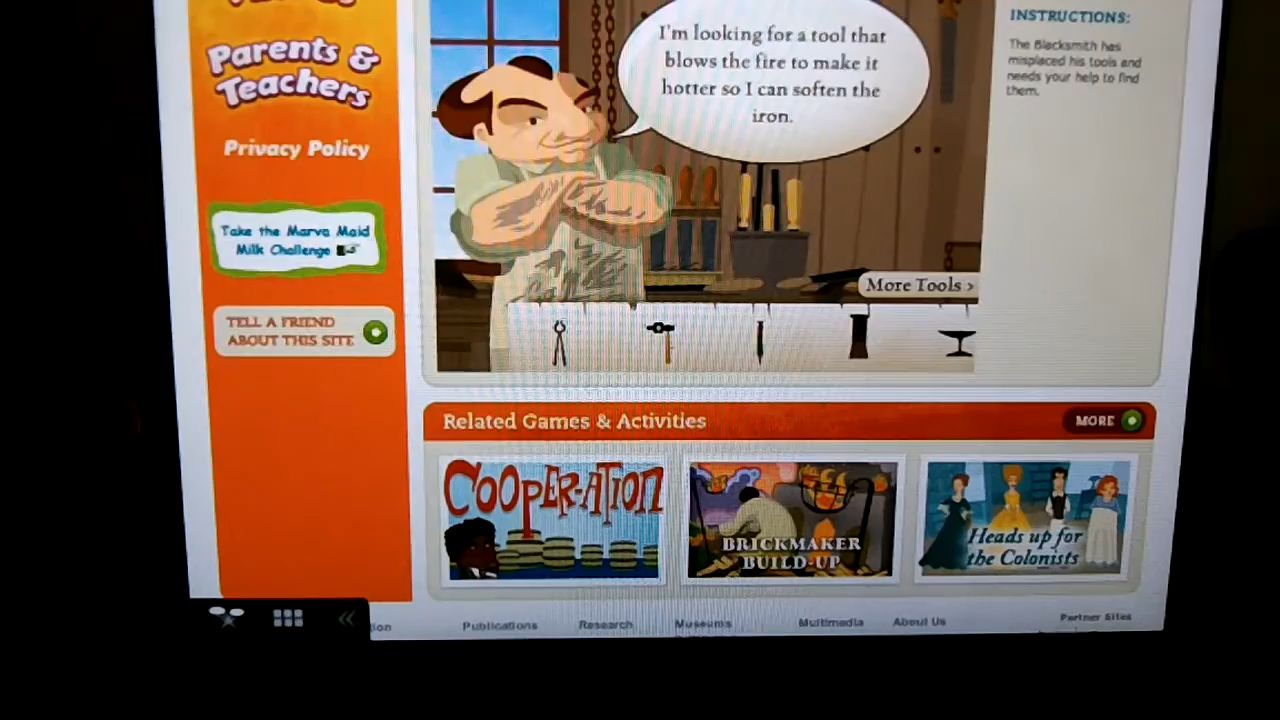 Parents &
Teachers
Privacy Policy
Take the Marva Maid
Milk Challenge
TELL A FRIEND
ABOUT THIS SITE
I'm looking for a tool that
blows the fire to make it
hotter so I can soften the
iron.
More Tools >
INSTRUCTIONS:
The Blacksmith has
misplaced his tools and
needs your help to find
them.
Related Games & Activities
MORE
COOPER-ATION
BRICKMAKER
BUILD-UP
Heads up for
the Colonists
Publications Research Museums Multimedia About Us Partner Sites